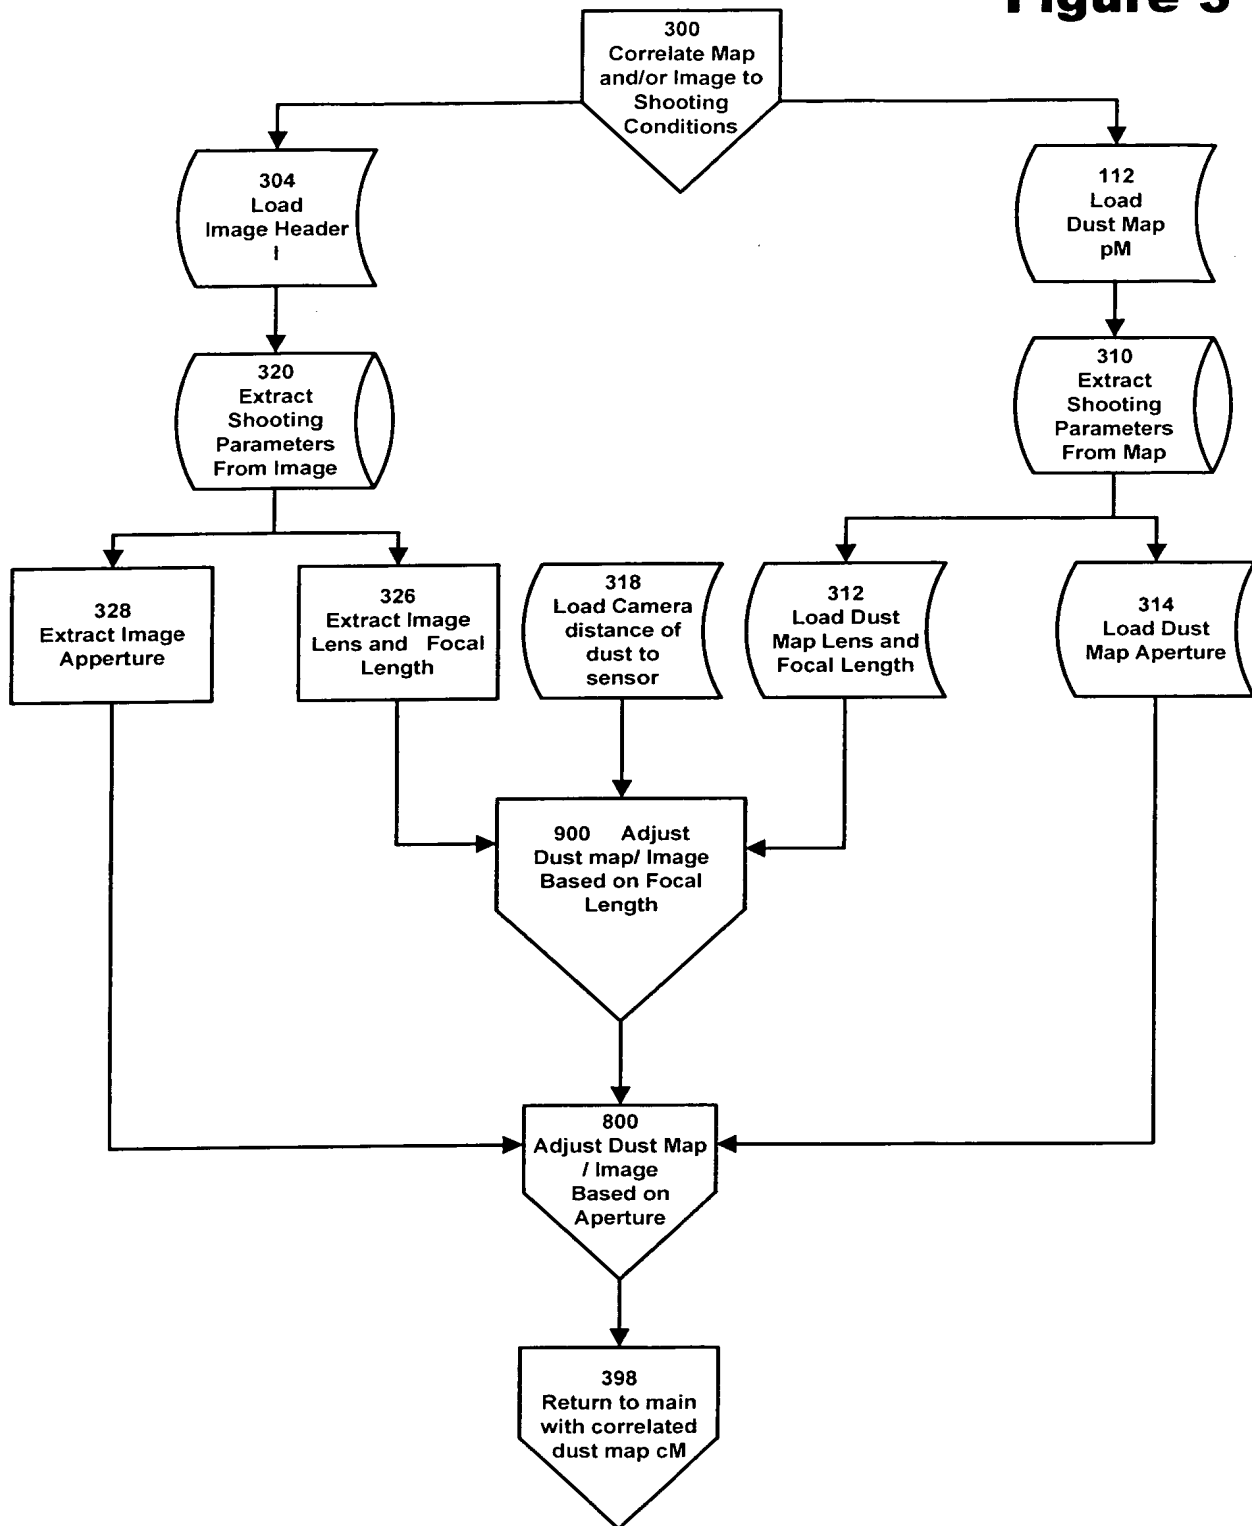 Figure 3
300
Correlate Map
and/or Image to
Shooting
Conditions
304
Load
Image Header
I
112
Load
Dust Map
pM
320
Extract
Shooting
Parameters
From Image
310
Extract
Shooting
Parameters
From Map
328
Extract Image
Apperture
326
Extract Image
Lens and Focal
Length
318
Load Camera
distance of
dust to
sensor
312
Load Dust
Map Lens and
Focal Length
314
Load Dust
Map Aperture
900 Adjust
Dust map/ Image
Based on Focal
Length
800
Adjust Dust Map
/ Image
Based on
Aperture
398
Return to main
with correlated
dust map cM